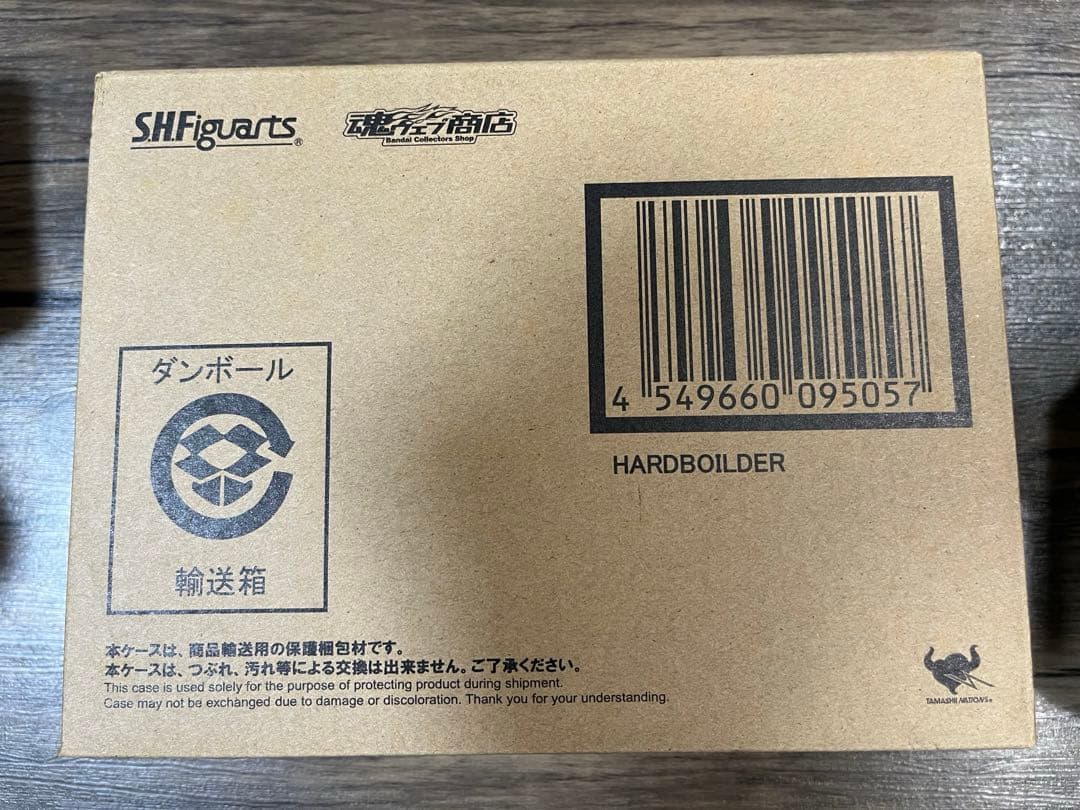 S.H.Figuarts®
魂ウェブ商店
Bandai Collectors Shop
4 549660 095057
HARDBOILDER
ダンボール
輸送箱
本ケースは、商品輸送用の保護梱包材です。
本ケースは、つぶれ、汚れ等による交換は出来ません。ご了承ください。
This case is used solely for the purpose of protecting product during shipment.
Case may not be exchanged due to damage or discoloration. Thank you for your understanding.
TAMASHII NATIONS®